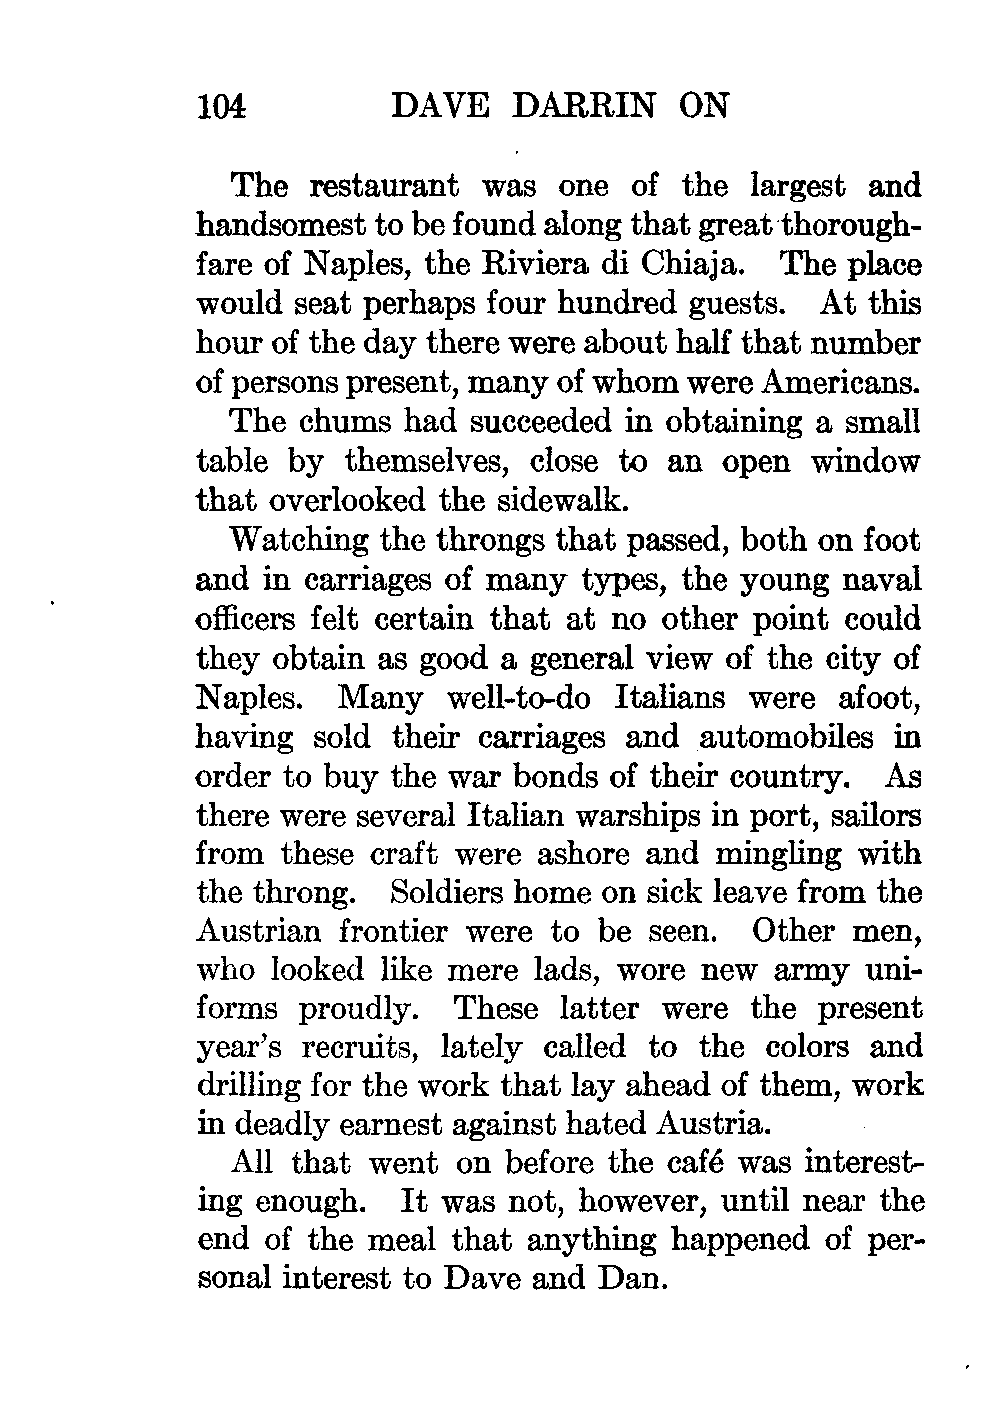 104 DAVE DARRIN ON
The restaurant was one of the largest and
handsomest to be found along that great thorough-
fare of Naples, the Riviera di Chiaja. The place
would seat perhaps four hundred guests. At this
hour of the day there were about half that number
of persons present, many of whom were Americans.
The chums had succeeded in obtaining a small
table by themselves, close to an open window
that overlooked the sidewalk.
Watching the throngs that passed, both on foot
and in carriages of many types, the young naval
officers felt certain that at no other point could
they obtain as good a general view of the city of
Naples. Many well-to-do Italians were afoot,
having sold their carriages and automobiles in
order to buy the war bonds of their country. As
there were several Italian warships in port, sailors
from these craft were ashore and mingling with
the throng. Soldiers home on sick leave from the
Austrian frontier were to be seen. Other men,
who looked like mere lads, wore new army uni-
forms proudly. These latter were the present
year's recruits, lately called to the colors and
drilling for the work that lay ahead of them, work
in deadly earnest against hated Austria.
All that went on before the café was interest-
ing enough. It was not, however, until near the
end of the meal that anything happened of per-
sonal interest to Dave and Dan.